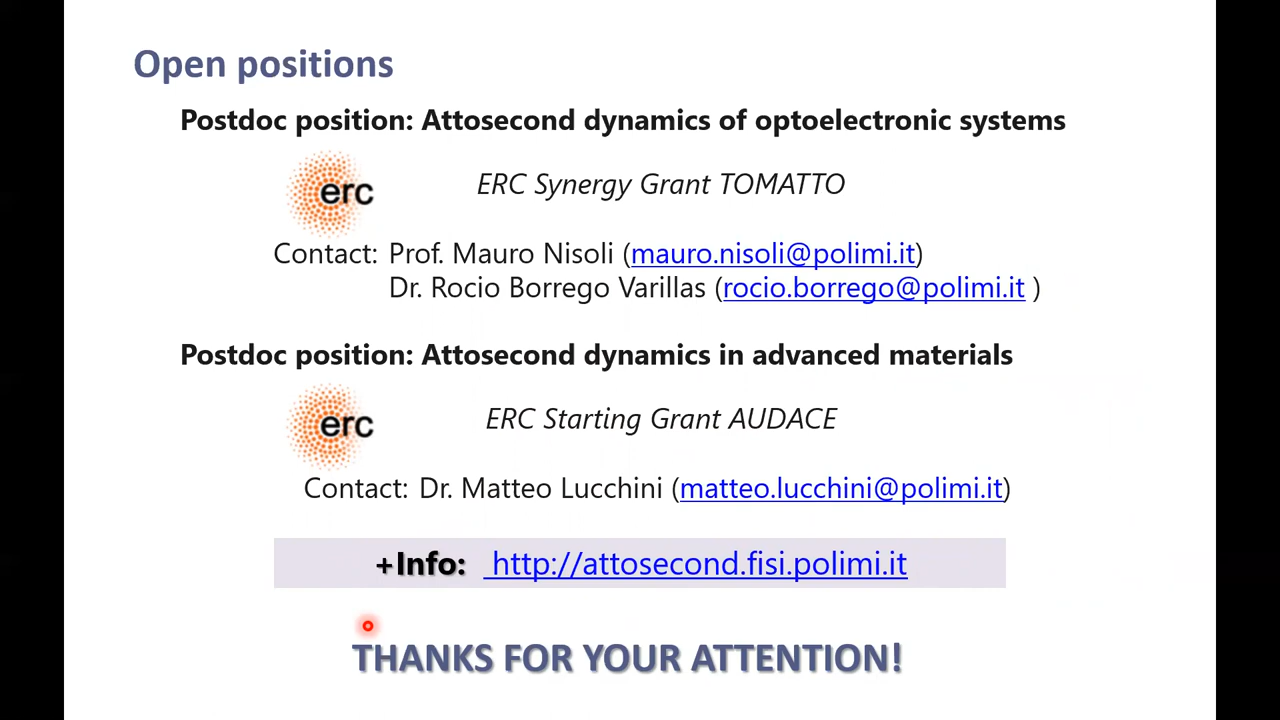 Open positions
Postdoc position: Attosecond dynamics of optoelectronic systems
erc
ERC Synergy Grant TOMATTO
Contact: Prof. Mauro Nisoli (mauro.nisoli@polimi.it)
Dr. Rocio Borrego Varillas (rocio.borrego@polimi.it )
Postdoc position: Attosecond dynamics in advanced materials
erc
ERC Starting Grant AUDACE
Contact: Dr. Matteo Lucchini (matteo.lucchini@polimi.it)
+Info: http://attosecond.fisi.polimi.it
THANKS FOR YOUR ATTENTION!